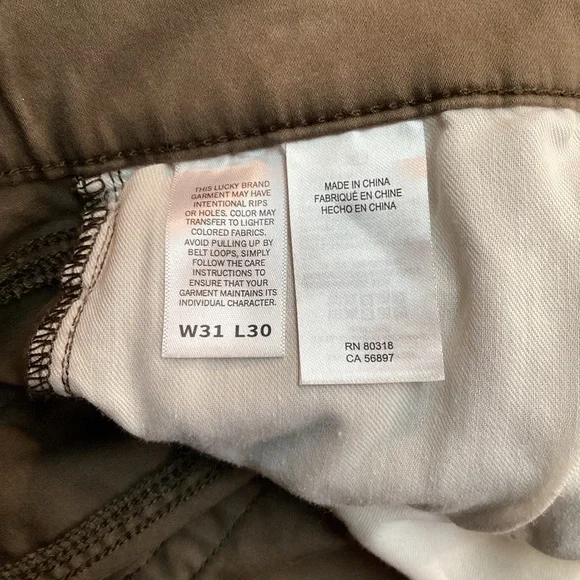 THIS LUCKY BRAND
GARMENT MAY HAVE
INTENTIONAL RIPS
OR HOLES, COLOR MAY
TRANSFER TO LIGHTER
COLORED FABRICS.
AVOID PULLING UP BY
BELT LOOPS, SIMPLY
FOLLOW THE CARE
INSTRUCTIONS TO
ENSURE THAT YOUR
GARMENT MAINTAINS ITS
INDIVIDUAL CHARACTER.
W31 L30
MADE IN CHINA
FABRIQUÉ EN CHINE
HECHO EN CHINA
RN 80318
CA 56897